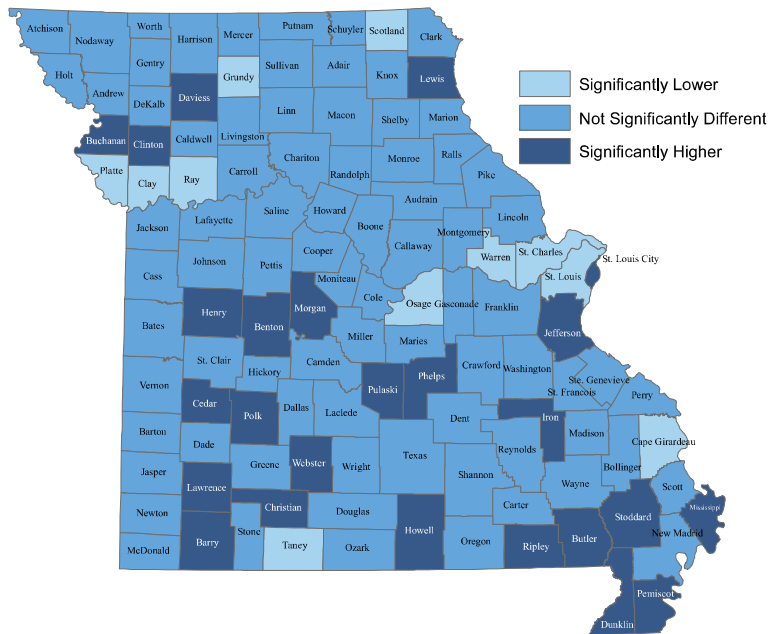 Atchison
Nodaway
Worth
Harrison
Mercer
Putnam
Schuyler
Scotland
Clark
Holt
Gentry
Andrew
DeKalb
Daviess
Grundy
Sullivan
Adair
Knox
Lewis
Significantly Lower
Not Significantly Different
Significantly Higher
Buchanan
Clinton
Caldwell
Livingston
Linn
Macon
Shelby
Marion
Platte
Clay
Ray
Carroll
Chariton
Randolph
Monroe
Ralls
Pike
Jackson
Lafayette
Saline
Howard
Boone
Audrain
Callaway
Montgomery
Lincoln
Warren
St. Charles
St. Louis
St. Louis City
Cass
Johnson
Pettis
Cooper
Moniteau
Cole
Osage
Gasconade
Franklin
Jefferson
Bates
Henry
Benton
Morgan
Miller
Maries
Vernon
St. Clair
Hickory
Camden
Pulaski
Phelps
Crawford
Washington
Ste. Genevieve
St. Francois
Perry
Cedar
Polk
Dallas
Laclede
Dent
Iron
Madison
Cape Girardeau
Barton
Dade
Greene
Webster
Wright
Texas
Shannon
Reynolds
Wayne
Bollinger
Scott
Jasper
Lawrence
Christian
Douglas
Carter
Stoddard
Mississippi
Newton
McDonald
Barry
Stone
Taney
Ozark
Howell
Oregon
Ripley
Butler
New Madrid
Pemiscot
Dunklin